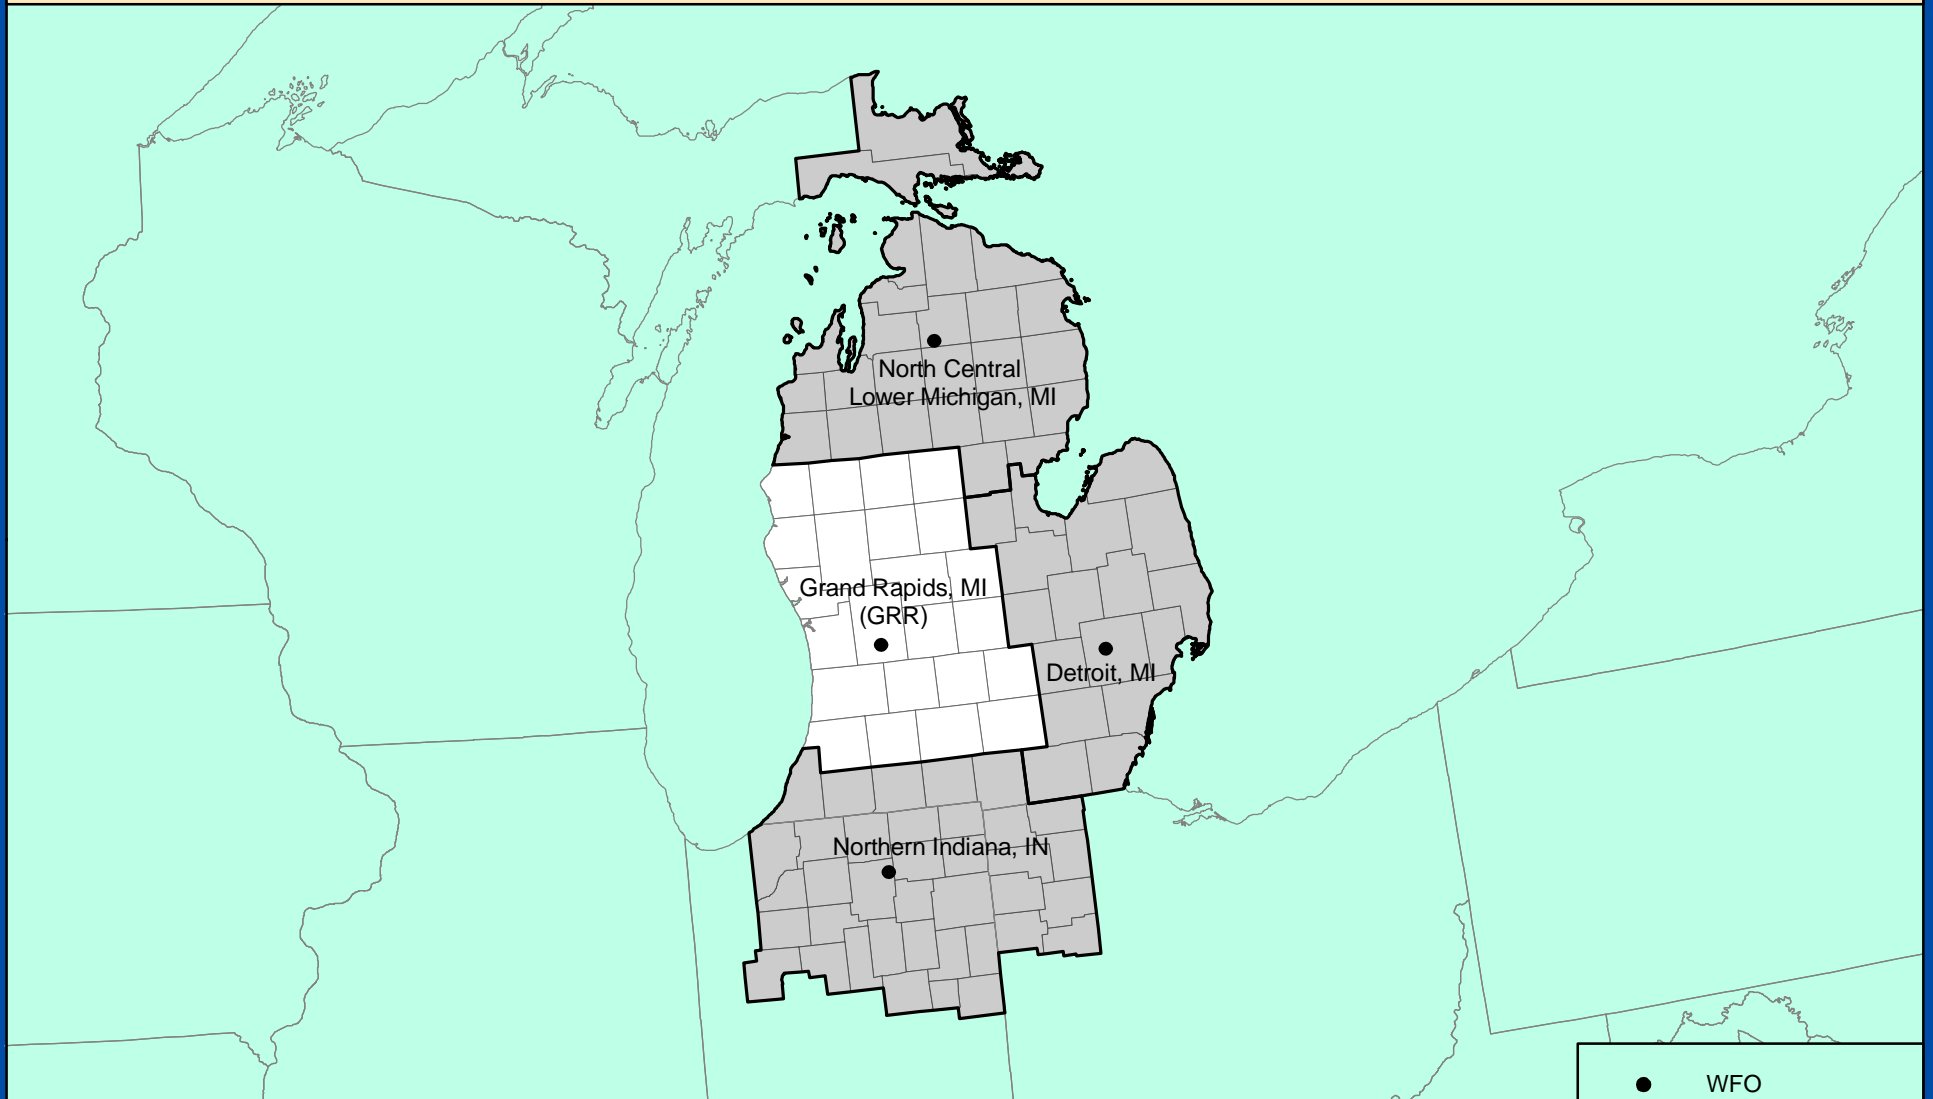 North Central
Lower Michigan, MI
Grand Rapids, MI
(GRR)
Detroit, MI
Northern Indiana, IN
WFO